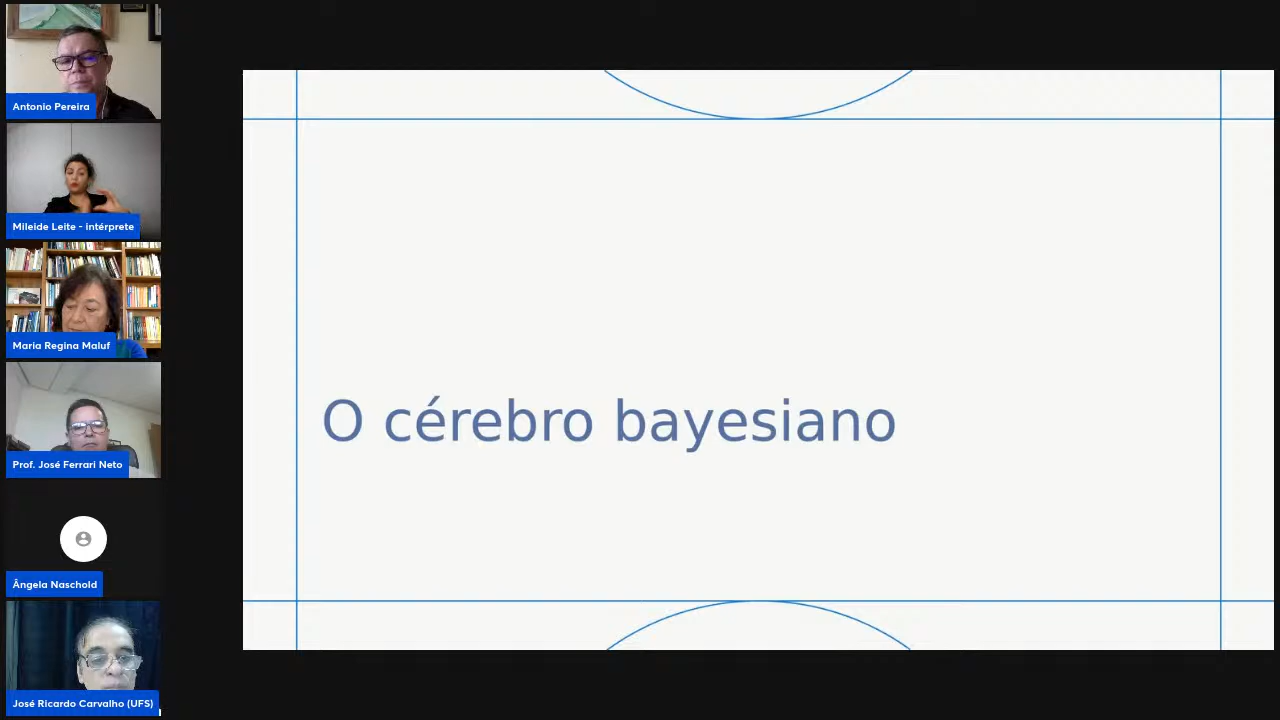 Antonio Pereira
Mileide Leite - intérprete
Maria Regina Maluf
Prof. José Ferrari Neto
Ângela Naschold
José Ricardo Carvalho (UFS)
O cérebro bayesiano